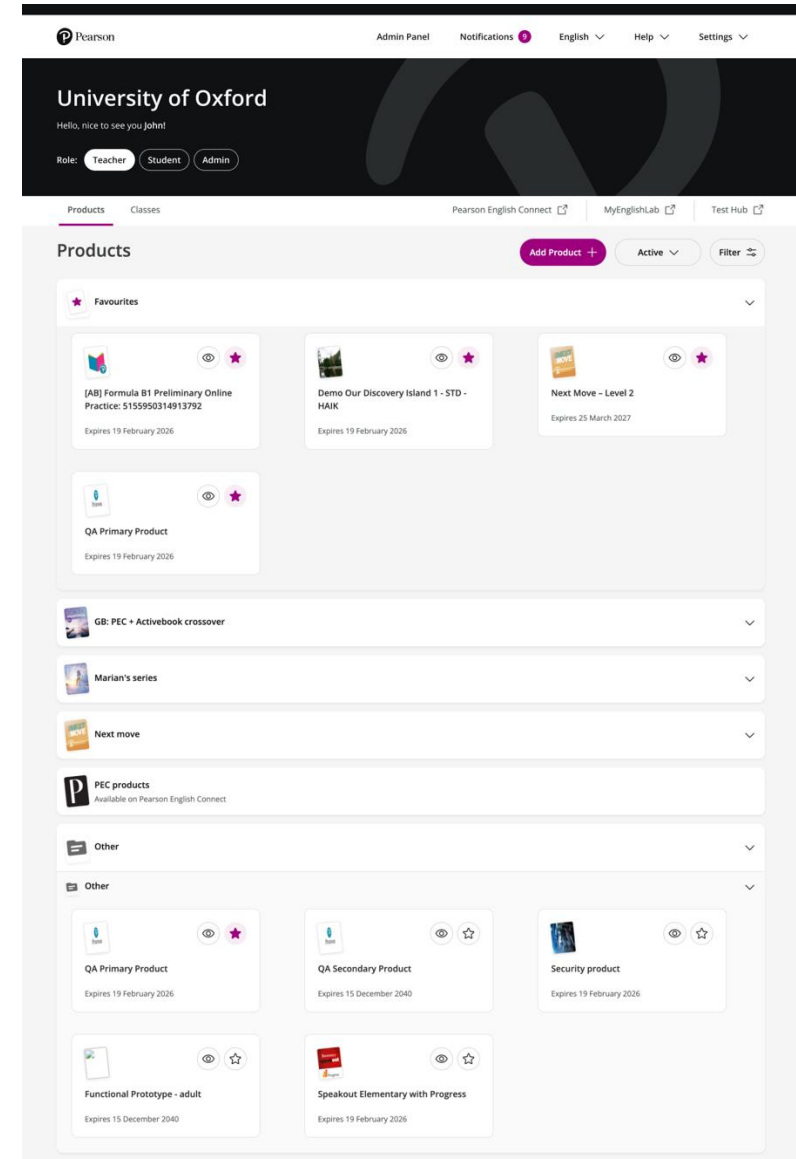 Pearson
Admin Panel Notifications 9 English Help Settings
University of Oxford
Hello, nice to see you John!
Role: Teacher Student Admin
Products Classes Pearson English Connect MyEnglishLab Test Hub
Products Add Product Active Filter
Favourites
[AB] Formula B1 Preliminary Online
Practice: 5155950314913792
Expires 19 February 2026
Demo Our Discovery Island 1 - STD -
HAIK
Expires 19 February 2026
NEXT
MOVE
Next Move – Level 2
Expires 25 March 2027
QA Primary Product
Expires 19 February 2026
GB: PEC + Activebook crossover
Marian's series
Next move
PEC products
Available on Pearson English Connect
Other
Other
QA Primary Product
Expires 19 February 2026
QA Secondary Product
Expires 15 December 2040
Security product
Expires 19 February 2026
Functional Prototype - adult
Expires 15 December 2040
Speakout Elementary with Progress
Expires 19 February 2026